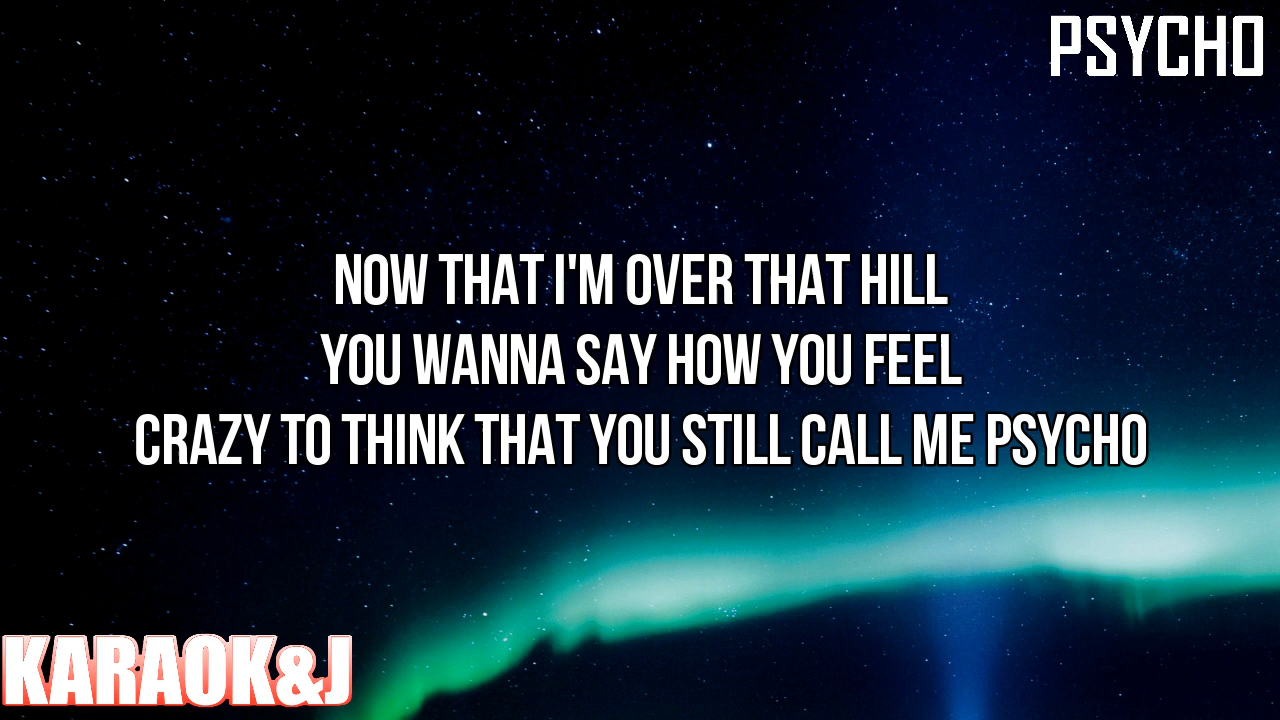 PSYCHO
NOW THAT I'M OVER THAT HILL
YOU WANNA SAY HOW YOU FEEL
CRAZY TO THINK THAT YOU STILL CALL ME PSYCHO
KARAOK&J